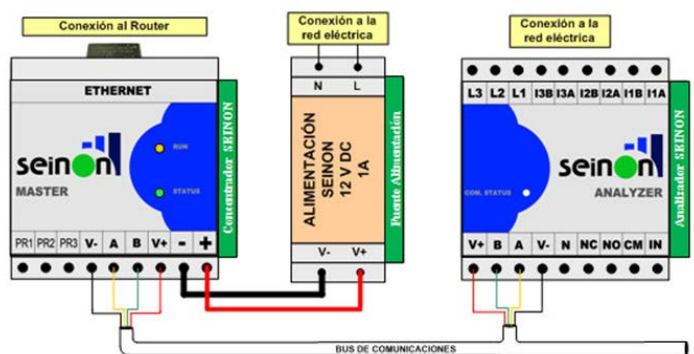 Conexión al Router
ETHERNET
RUN
seinon
STATUS
MASTER
PR1 PR2 PR3 V- A B V+ - +
Concentrador SEINON
Conexión a la
red eléctrica
N L
ALIMENTACIÓN
SEINON
12 V DC
1A
V- V+
Fuente Alimentación
Conexión a la
red eléctrica
L3 L2 L1 I3B I3A I2B I2A I1B I1A
seinon
COM. STATUS
ANALYZER
V+ B A V- N NC NO CM IN
Analizador SEINON
BUS DE COMUNICACIONES